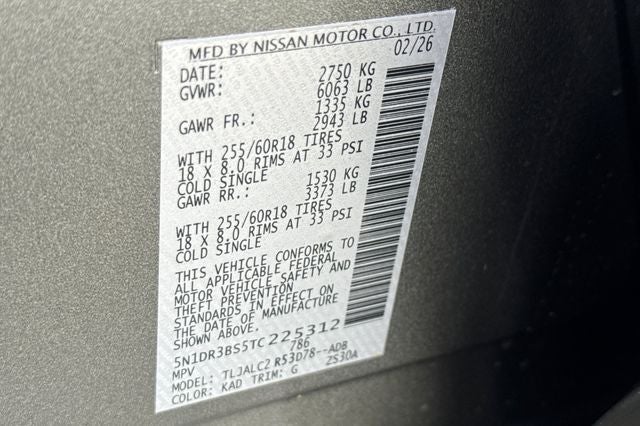 MFD BY NISSAN MOTOR CO., LTD.
DATE: 02/26
GVWR: 2750 KG
6063 LB
GAWR FR.: 1335 KG
2943 LB
WITH 255/60R18 TIRES
18 X 8.0 RIMS AT 33 PSI
COLD SINGLE
GAWR RR.: 1530 KG
3373 LB
WITH 255/60R18 TIRES
18 X 8.0 RIMS AT 33 PSI
COLD SINGLE
THIS VEHICLE CONFORMS TO
ALL APPLICABLE FEDERAL
MOTOR VEHICLE SAFETY AND
THEFT PREVENTION
STANDARDS IN EFFECT ON
THE DATE OF MANUFACTURE
SHOWN ABOVE.
5N1DR3BS5TC225312
MPV 786
MODEL: TLJALC2 R53D78--ADB
COLOR: KAD TRIM: G ZS30A